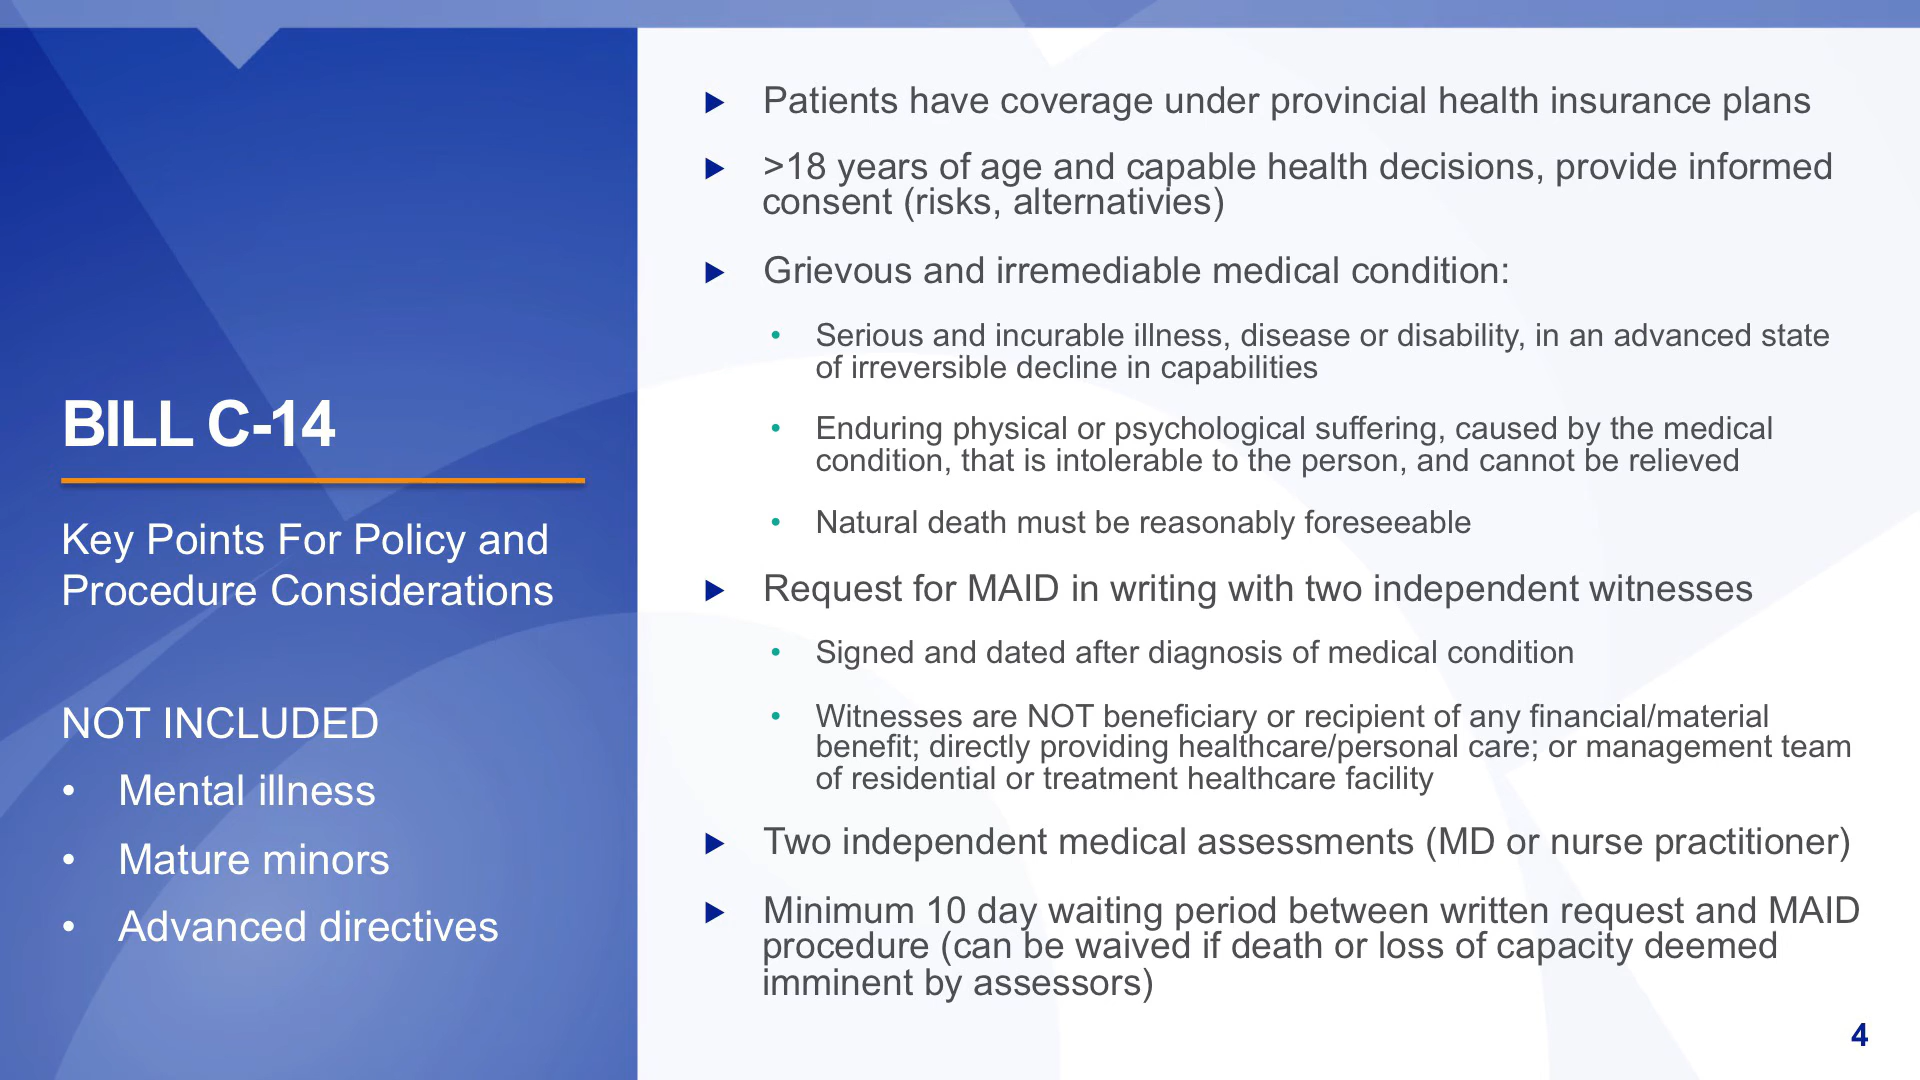 BILL C-14
Key Points For Policy and
Procedure Considerations
NOT INCLUDED
• Mental illness
• Mature minors
• Advanced directives
Patients have coverage under provincial health insurance plans
>18 years of age and capable health decisions, provide informed
consent (risks, alternativies)
Grievous and irremediable medical condition:
• Serious and incurable illness, disease or disability, in an advanced state
of irreversible decline in capabilities
• Enduring physical or psychological suffering, caused by the medical
condition, that is intolerable to the person, and cannot be relieved
• Natural death must be reasonably foreseeable
Request for MAID in writing with two independent witnesses
• Signed and dated after diagnosis of medical condition
• Witnesses are NOT beneficiary or recipient of any financial/material
benefit; directly providing healthcare/personal care; or management team
of residential or treatment healthcare facility
Two independent medical assessments (MD or nurse practitioner)
Minimum 10 day waiting period between written request and MAID
procedure (can be waived if death or loss of capacity deemed
imminent by assessors)
4